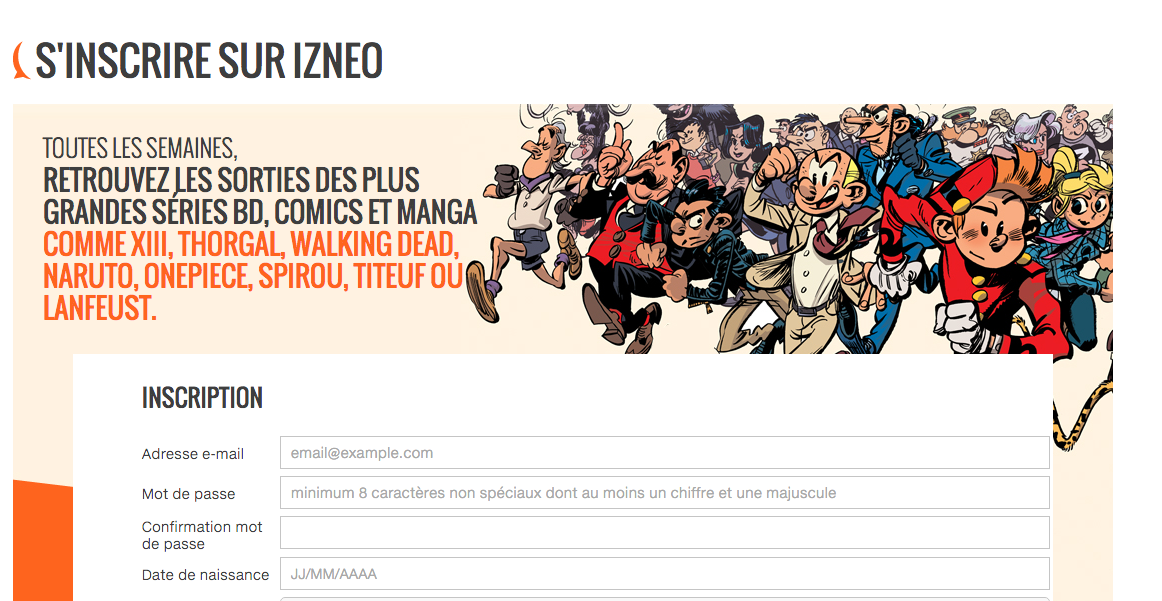 S'INSCRIRE SUR IZNEO
TOUTES LES SEMAINES,
RETROUVEZ LES SORTIES DES PLUS
GRANDES SÉRIES BD, COMICS ET MANGA
COMME XIII, THORGAL, WALKING DEAD,
NARUTO, ONEPIECE, SPIROU, TITEUF OU
LANFEUST.
INSCRIPTION
Adresse e-mail
email@example.com
Mot de passe
minimum 8 caractères non spéciaux dont au moins un chiffre et une majuscule
Confirmation mot
de passe
Date de naissance
JJ/MM/AAAA